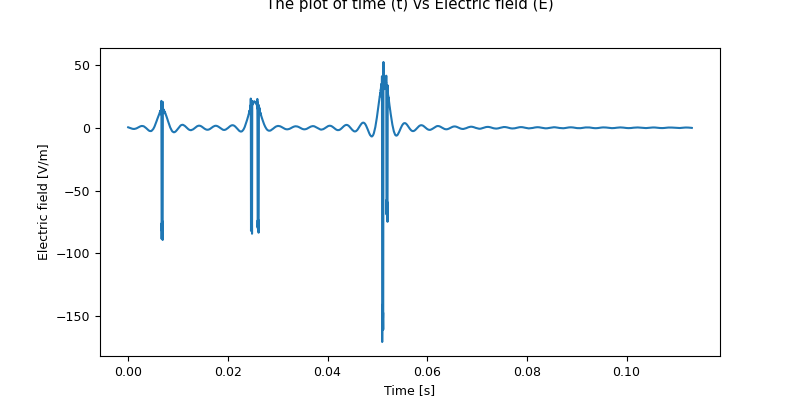 The plot of time (t) vs Electric field (E)
50
0
−50
−100
−150
Electric field [V/m]
0.00 0.02 0.04 0.06 0.08 0.10
Time [s]